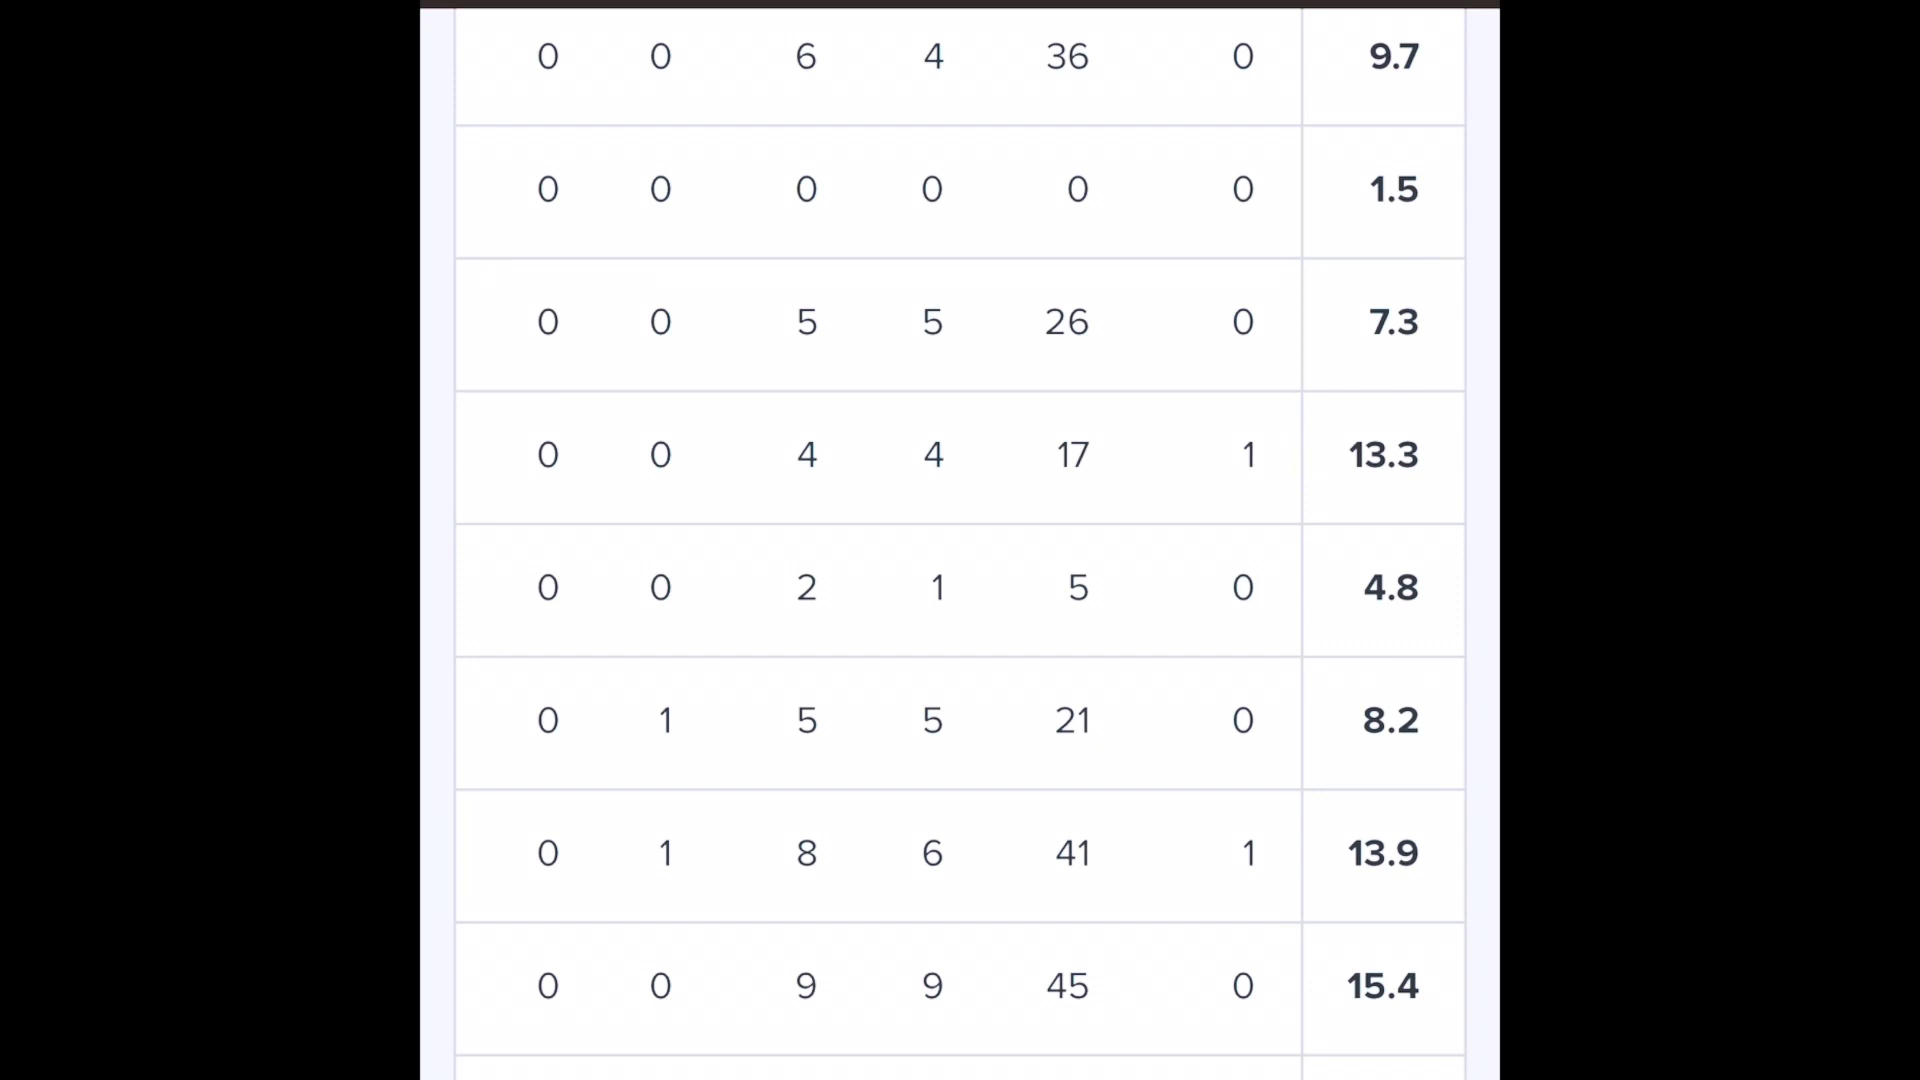 0 0 6 4 36 0 9.7
0 0 0 0 0 0 1.5
0 0 5 5 26 0 7.3
0 0 4 4 17 1 13.3
0 0 2 1 5 0 4.8
0 1 5 5 21 0 8.2
0 1 8 6 41 1 13.9
0 0 9 9 45 0 15.4